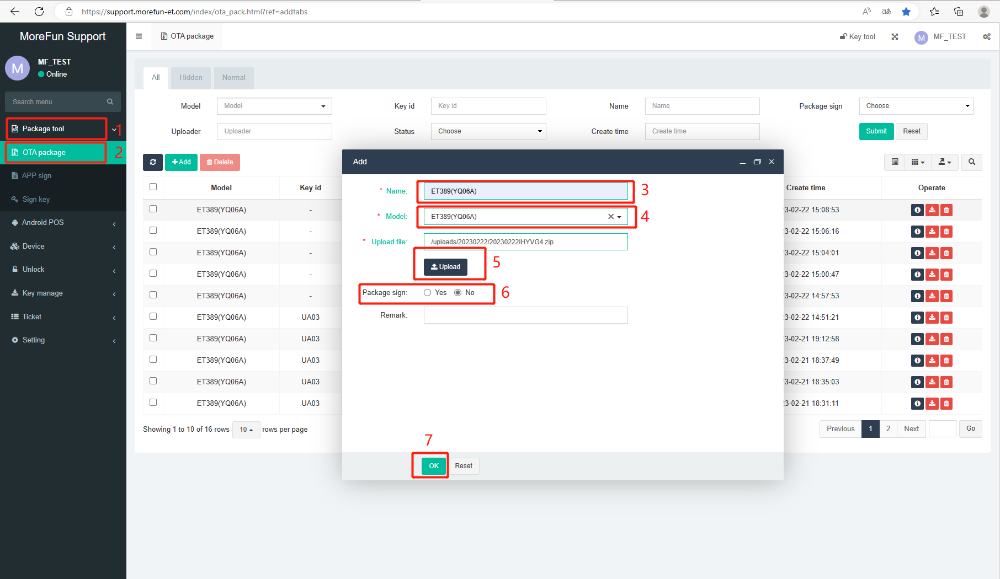 https://support.morefun-et.com/index/ota_pack.html?ref=addtabs
MoreFun Support
OTA package
Key tool
M
MF_TEST
M
MF_TEST
Online
All
Hidden
Normal
Search menu
Model
Model
Key id
Key id
Name
Name
Package sign
Choose
Package tool
1
Uploader
Uploader
Status
Choose
Create time
Create time
Submit
Reset
OTA package
2
APP sign
Sign key
Android POS
Device
Unlock
Key manage
Ticket
Setting
Add
Delete
Model
Key id
Create time
Operate
ET389(YQ06A)
-
3-02-22 15:08:53
ET389(YQ06A)
-
3-02-22 15:06:16
ET389(YQ06A)
-
3-02-22 15:04:01
ET389(YQ06A)
-
3-02-22 15:00:47
ET389(YQ06A)
-
3-02-22 14:57:53
ET389(YQ06A)
UA03
3-02-22 14:51:21
ET389(YQ06A)
UA03
3-02-21 19:12:58
ET389(YQ06A)
UA03
3-02-21 18:37:49
ET389(YQ06A)
UA03
3-02-21 18:35:03
ET389(YQ06A)
UA03
3-02-21 18:31:11
Showing 1 to 10 of 16 rows
10
rows per page
Previous
1
2
Next
Go
Add
* Name:
ET389(YQ06A)
3
* Model:
ET389(YQ06A)
4
* Upload file:
/uploads/20230222/20230222IHYVG4.zip
Upload
5
Package sign:
Yes
No
6
Remark:
7
OK
Reset